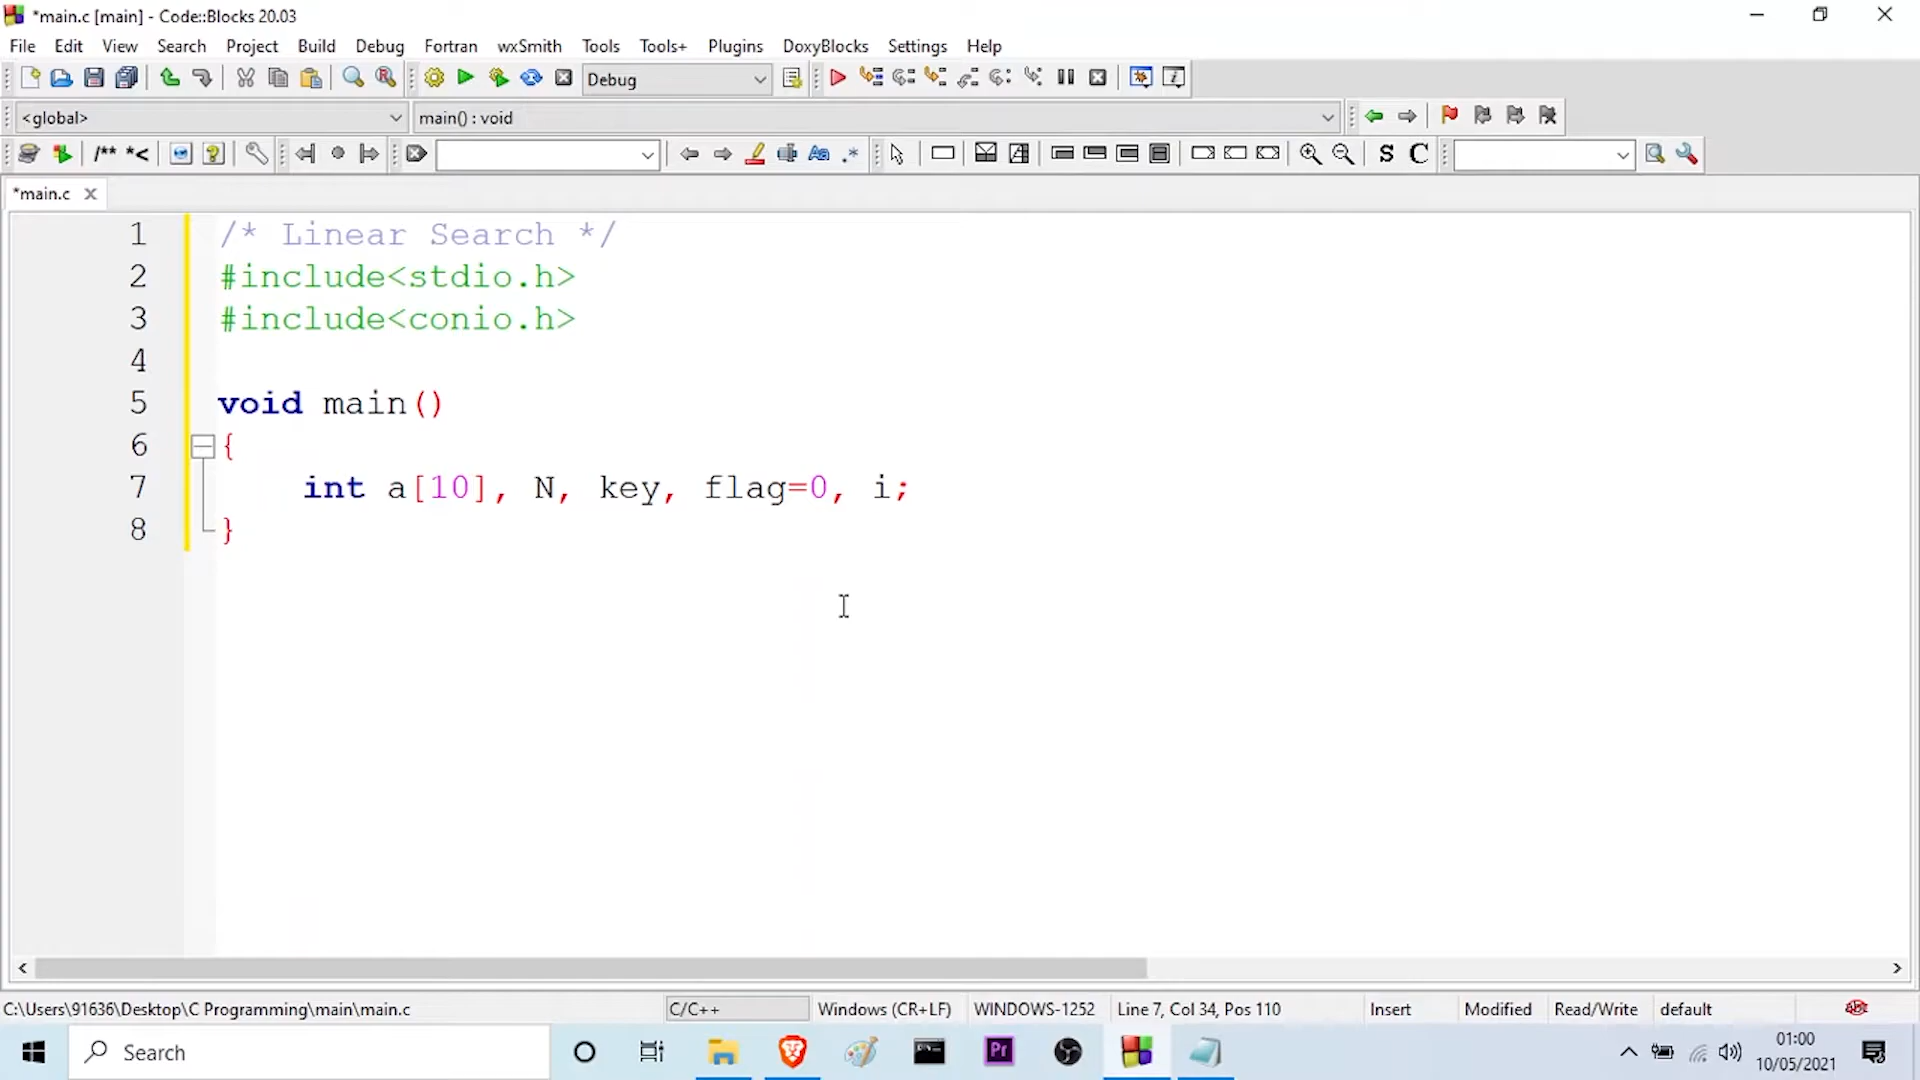 *main.c [main] - Code::Blocks 20.03
File Edit View Search Project Build Debug Fortran wxSmith Tools Tools+ Plugins DoxyBlocks Settings Help
Debug
<global> main() : void
/** *< Aa .* S C
*main.c
1 /* Linear Search */
2 #include<stdio.h>
3 #include<conio.h>
4
5 void main()
6 {
7 int a[10], N, key, flag=0, i;
8 }
C:\Users\91636\Desktop\C Programming\main\main.c C/C++ Windows (CR+LF) WINDOWS-1252 Line 7, Col 34, Pos 110 Insert Modified Read/Write default
Search Pr 01:00
10/05/2021